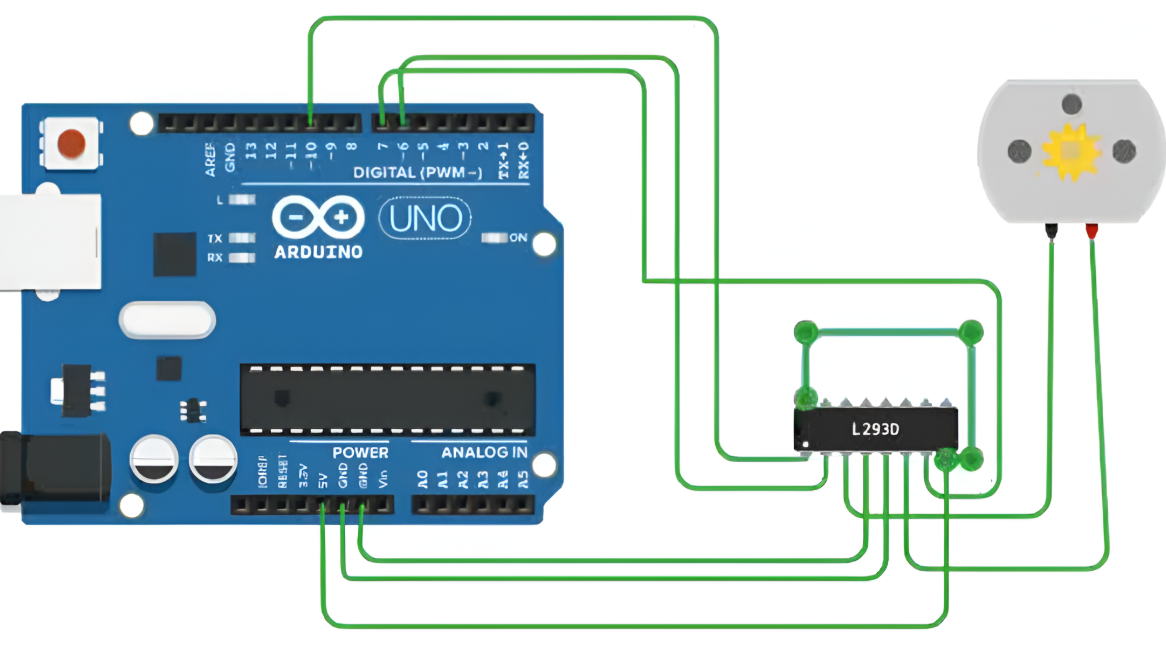 AREF
GND
13
12
~11
~10
~9
8
7
~6
~5
4
~3
2
TX→1
RX←0
DIGITAL (PWM~)
L
TX
RX
UNO
ARDUINO
ON
L293D
POWER
ANALOG IN
IOREF
RESET
3.3V
5V
GND
GND
Vin
A0
A1
A2
A3
A4
A5